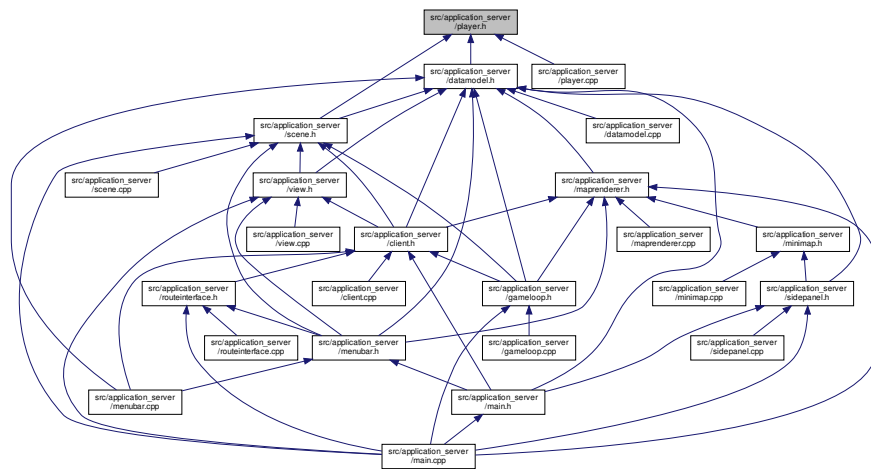 src/application_server
/player.h
src/application_server
/datamodel.h
src/application_server
/player.cpp
src/application_server
/scene.h
src/application_server
/datamodel.cpp
src/application_server
/scene.cpp
src/application_server
/view.h
src/application_server
/maprenderer.h
src/application_server
/view.cpp
src/application_server
/client.h
src/application_server
/maprenderer.cpp
src/application_server
/minimap.h
src/application_server
/routeinterface.h
src/application_server
/client.cpp
src/application_server
/gameloop.h
src/application_server
/minimap.cpp
src/application_server
/sidepanel.h
src/application_server
/routeinterface.cpp
src/application_server
/menubar.h
src/application_server
/gameloop.cpp
src/application_server
/sidepanel.cpp
src/application_server
/menubar.cpp
src/application_server
/main.h
src/application_server
/main.cpp